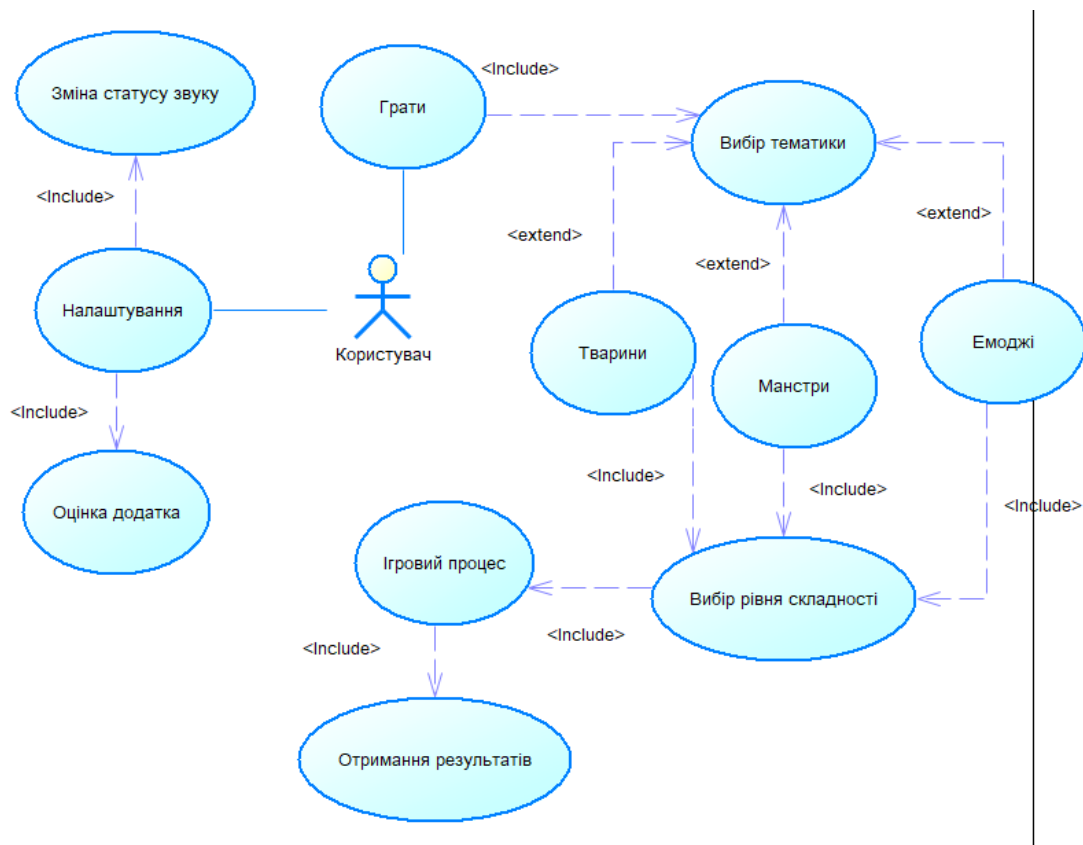 Зміна статусу звуку
Грати
<Include>
Вибір тематики
<Include>
<extend>
<extend>
<extend>
Налаштування
Користувач
Тварини
Манстри
Емоджі
<Include>
<Include>
<Include>
<Include>
Оцінка додатка
Ігровий процес
Вибір рівня складності
<Include>
<Include>
Отримання результатів